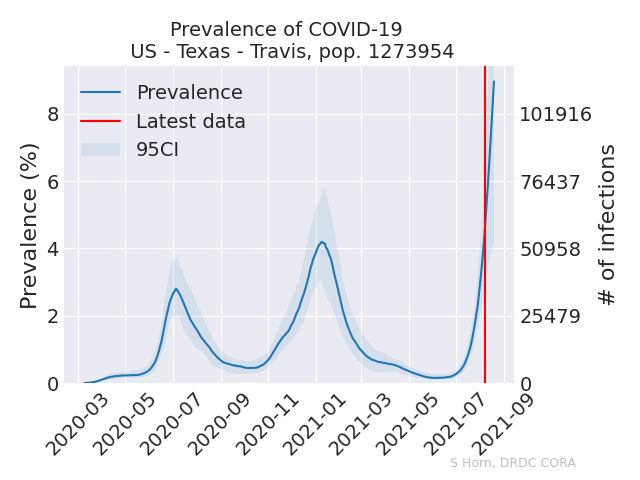 Prevalence of COVID-19
US - Texas - Travis, pop. 1273954
Prevalence
Latest data
95CI
Prevalence (%)
8
6
4
2
0
101916
76437
50958
25479
0
# of infections
2020-03
2020-05
2020-07
2020-09
2020-11
2021-01
2021-03
2021-05
2021-07
2021-09
S Horn, DRDC CORA